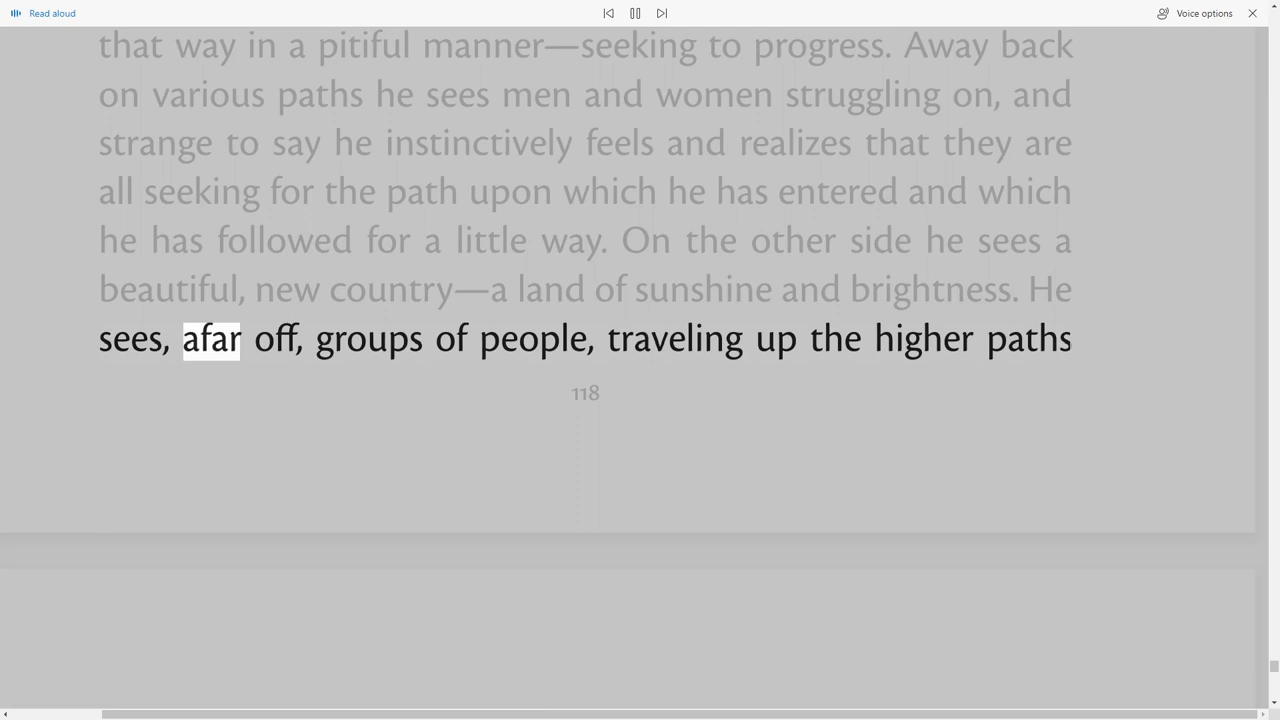 Read aloud
Voice options
that way in a pitiful manner—seeking to progress. Away back
on various paths he sees men and women struggling on, and
strange to say he instinctively feels and realizes that they are
all seeking for the path upon which he has entered and which
he has followed for a little way. On the other side he sees a
beautiful, new country—a land of sunshine and brightness. He
sees, afar off, groups of people, traveling up the higher paths
118